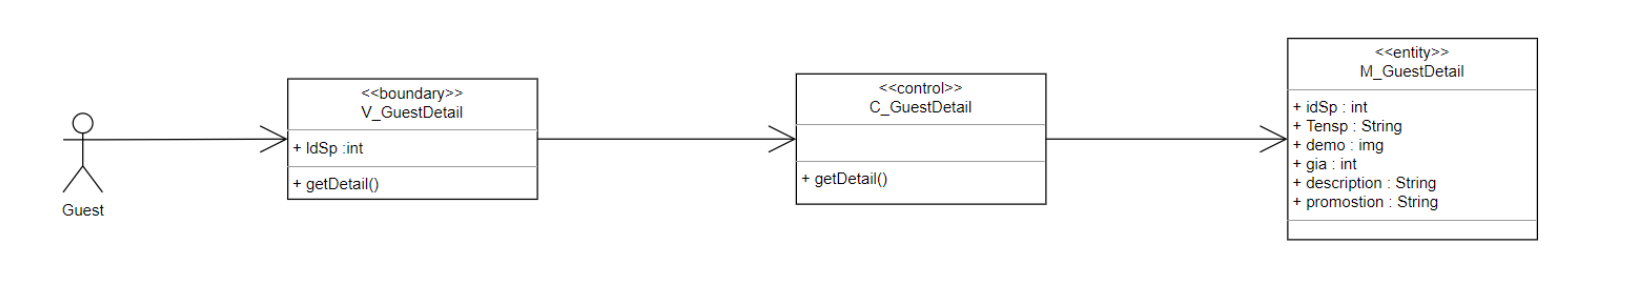 Guest
<<boundary>>
V_GuestDetail
+ IdSp :int
+ getDetail()
<<control>>
C_GuestDetail
+ getDetail()
<<entity>>
M_GuestDetail
+ idSp : int
+ Tensp : String
+ demo : img
+ gia : int
+ description : String
+ promostion : String